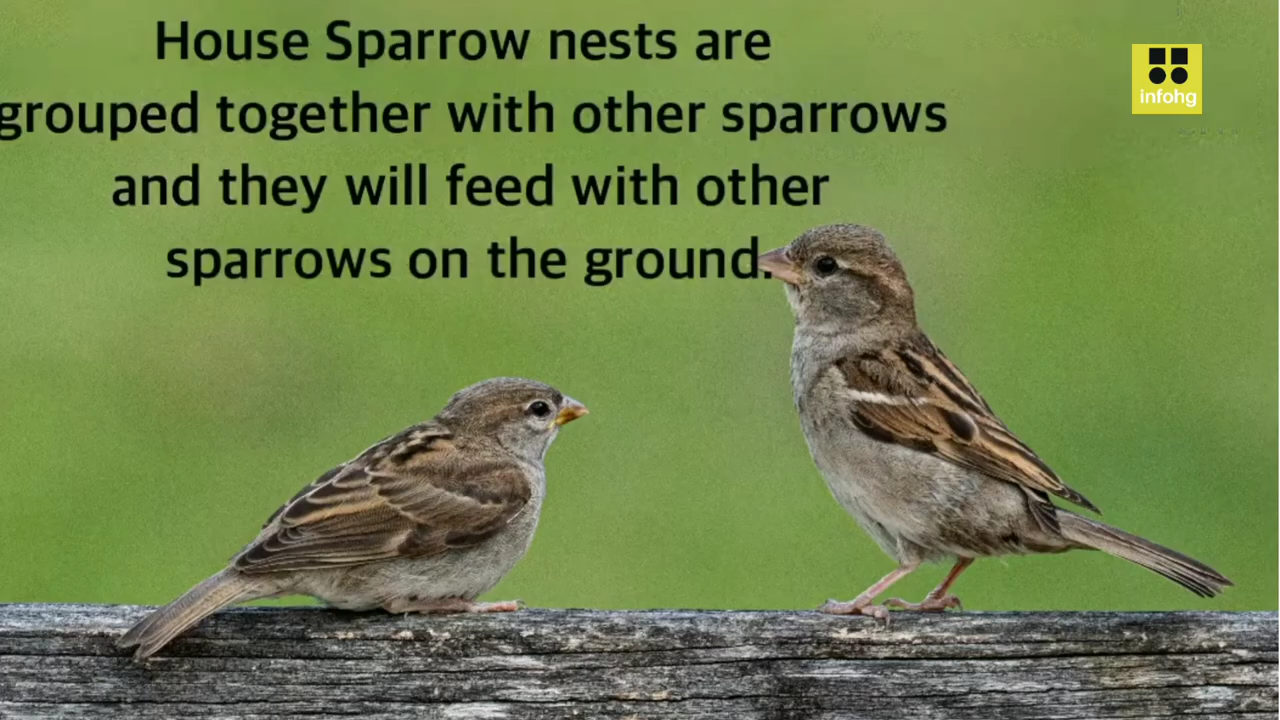 House Sparrow nests are
grouped together with other sparrows
and they will feed with other
sparrows on the ground.
infohg